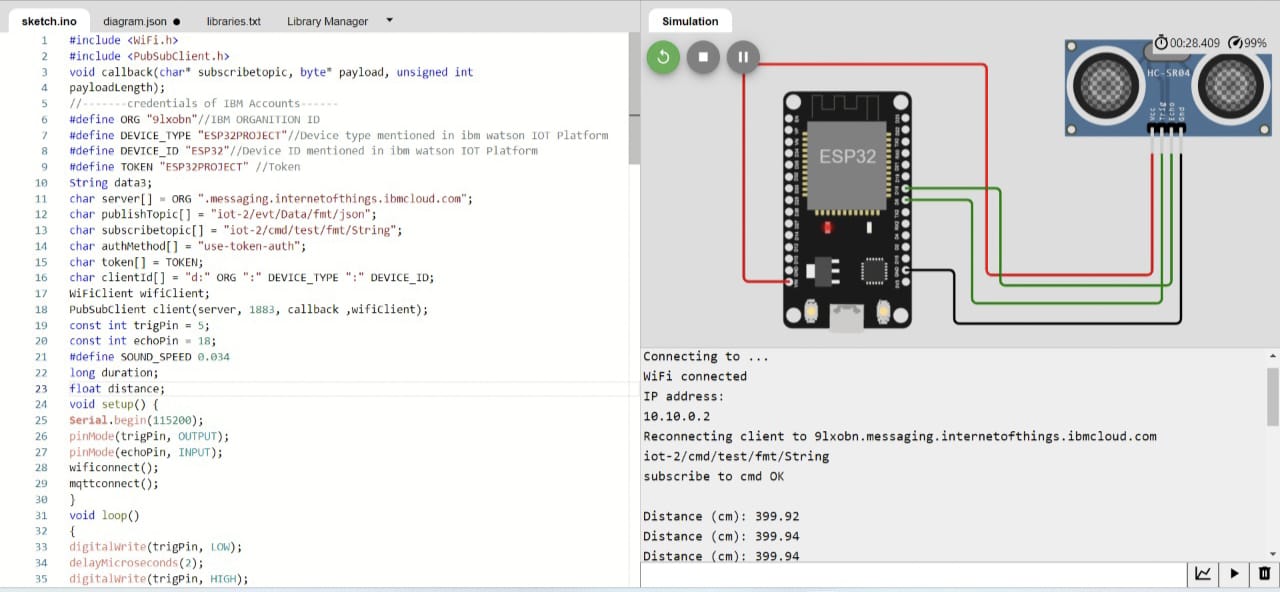 sketch.ino
diagram.json ●
libraries.txt
Library Manager
1 #include <WiFi.h>
2 #include <PubSubClient.h>
3 void callback(char* subscribetopic, byte* payload, unsigned int
4 payloadLength);
5 //-------credentials of IBM Accounts------
6 #define ORG "9lxobn"//IBM ORGANITION ID
7 #define DEVICE_TYPE "ESP32PROJECT"//Device type mentioned in ibm watson IOT Platform
8 #define DEVICE_ID "ESP32"//Device ID mentioned in ibm watson IOT Platform
9 #define TOKEN "ESP32PROJECT" //Token
10 String data3;
11 char server[] = ORG ".messaging.internetofthings.ibmcloud.com";
12 char publishTopic[] = "iot-2/evt/Data/fmt/json";
13 char subscribetopic[] = "iot-2/cmd/test/fmt/String";
14 char authMethod[] = "use-token-auth";
15 char token[] = TOKEN;
16 char clientId[] = "d:" ORG ":" DEVICE_TYPE ":" DEVICE_ID;
17 WiFiClient wifiClient;
18 PubSubClient client(server, 1883, callback ,wifiClient);
19 const int trigPin = 5;
20 const int echoPin = 18;
21 #define SOUND_SPEED 0.034
22 long duration;
23 float distance;
24 void setup() {
25 Serial.begin(115200);
26 pinMode(trigPin, OUTPUT);
27 pinMode(echoPin, INPUT);
28 wificonnect();
29 mqttconnect();
30 }
31 void loop()
32 {
33 digitalWrite(trigPin, LOW);
34 delayMicroseconds(2);
35 digitalWrite(trigPin, HIGH);
Simulation
00:28.409 99%
HC-SR04
Vcc
Trig
Echo
Gnd
ESP32
Connecting to ...
WiFi connected
IP address:
10.10.0.2
Reconnecting client to 9lxobn.messaging.internetofthings.ibmcloud.com
iot-2/cmd/test/fmt/String
subscribe to cmd OK
Distance (cm): 399.92
Distance (cm): 399.94
Distance (cm): 399.94